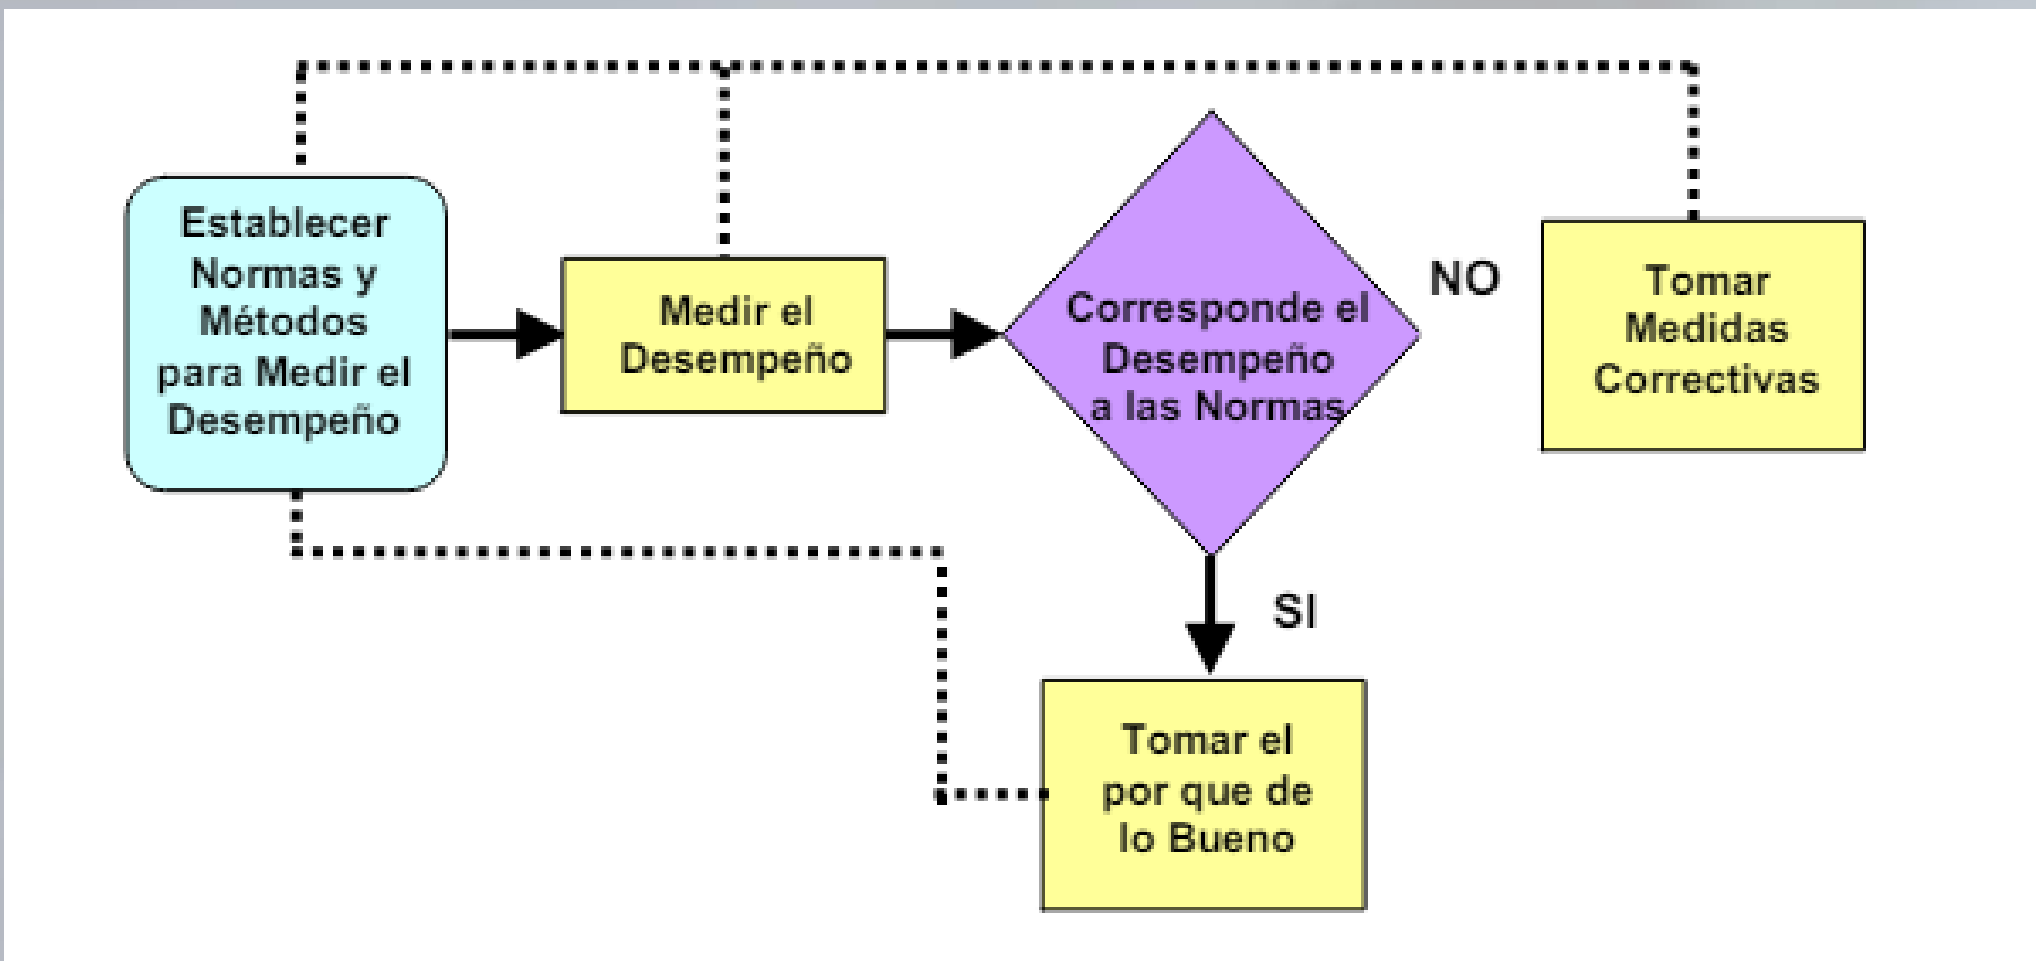 Establecer
Normas y
Métodos
para Medir el
Desempeño
Medir el
Desempeño
Corresponde el
Desempeño
a las Normas
NO
Tomar
Medidas
Correctivas
SI
Tomar el
por que de
lo Bueno